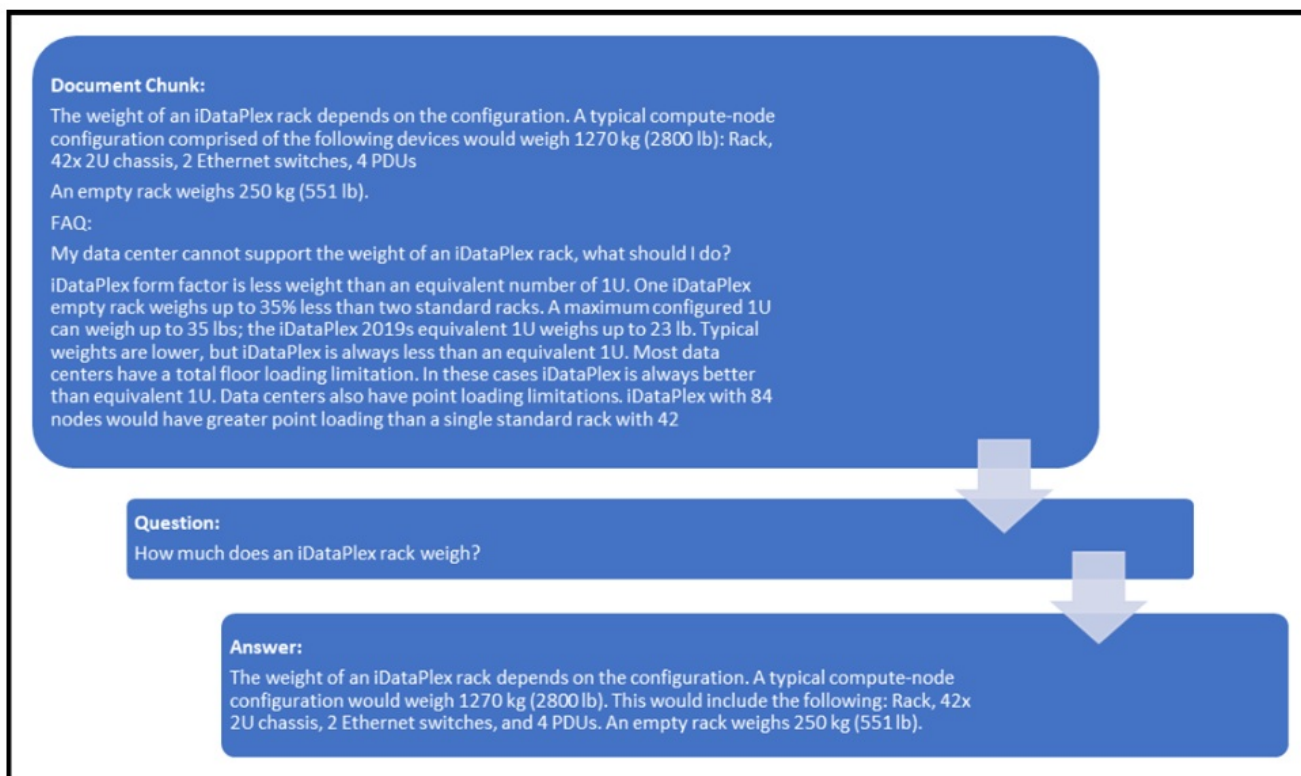 Document Chunk:
The weight of an iDataPlex rack depends on the configuration. A typical compute-node
configuration comprised of the following devices would weigh 1270 kg (2800 lb): Rack,
42x 2U chassis, 2 Ethernet switches, 4 PDUs
An empty rack weighs 250 kg (551 lb).
FAQ:
My data center cannot support the weight of an iDataPlex rack, what should I do?
iDataPlex form factor is less weight than an equivalent number of 1U. One iDataPlex
empty rack weighs up to 35% less than two standard racks. A maximum configured 1U
can weigh up to 35 lbs; the iDataPlex 2019s equivalent 1U weighs up to 23 lb. Typical
weights are lower, but iDataPlex is always less than an equivalent 1U. Most data
centers have a total floor loading limitation. In these cases iDataPlex is always better
than equivalent 1U. Data centers also have point loading limitations. iDataPlex with 84
nodes would have greater point loading than a single standard rack with 42
Question:
How much does an iDataPlex rack weigh?
Answer:
The weight of an iDataPlex rack depends on the configuration. A typical compute-node
configuration would weigh 1270 kg (2800 lb). This would include the following: Rack, 42x
2U chassis, 2 Ethernet switches, and 4 PDUs. An empty rack weighs 250 kg (551 lb).